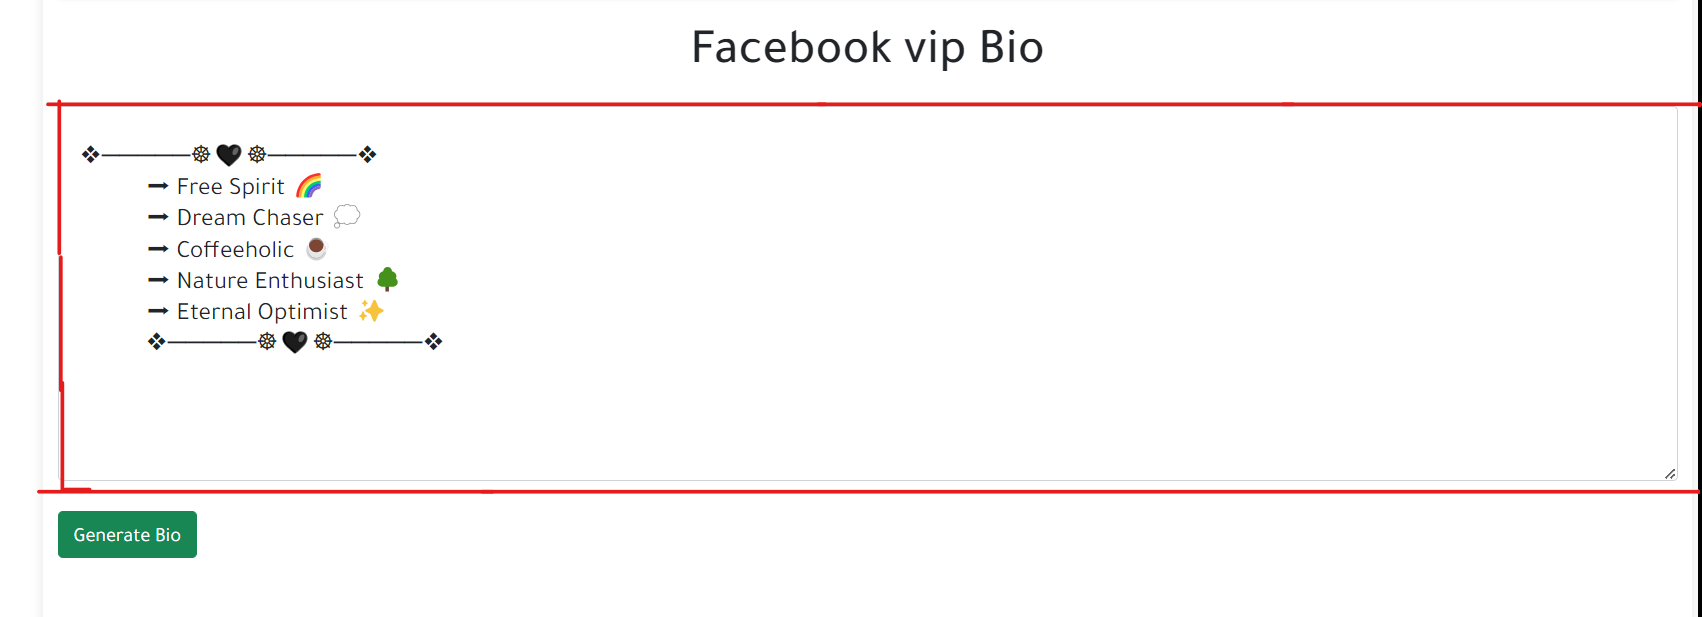 Facebook vip Bio
❖─────☸🖤☸─────❖
➞ Free Spirit 🌈
➞ Dream Chaser 💭
➞ Coffeeholic ☕
➞ Nature Enthusiast 🌳
➞ Eternal Optimist ✨
❖─────☸🖤☸─────❖
Generate Bio